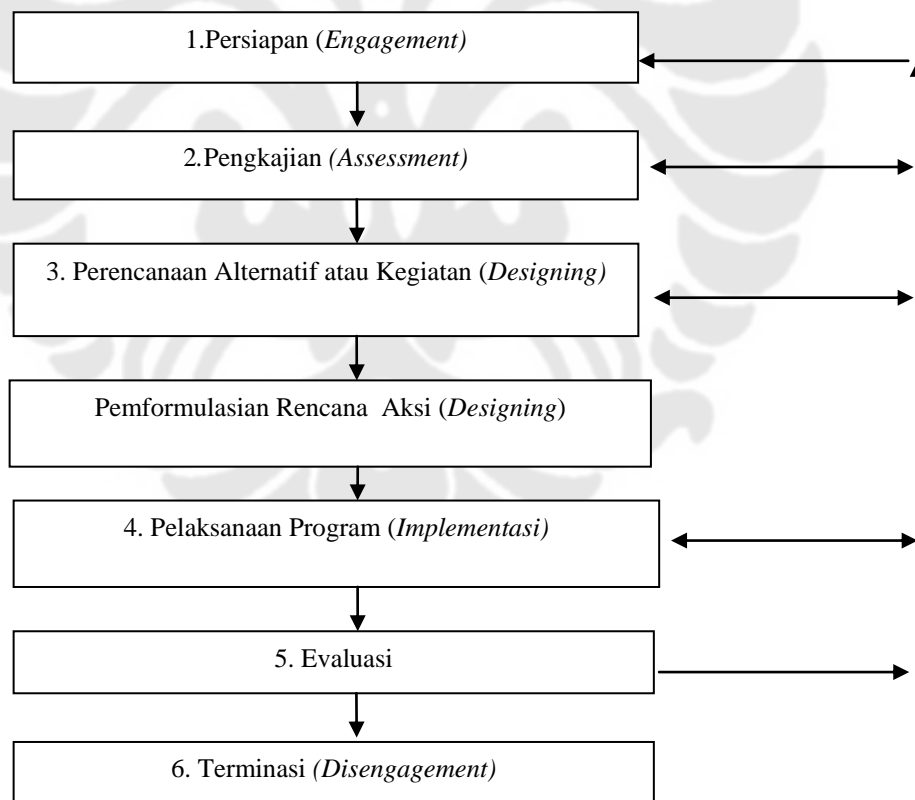 1.Persiapan (Engagement)
2.Pengkajian (Assessment)
3. Perencanaan Alternatif atau Kegiatan (Designing)
Pemformulasian Rencana Aksi (Designing)
4. Pelaksanaan Program (Implementasi)
5. Evaluasi
6. Terminasi (Disengagement)